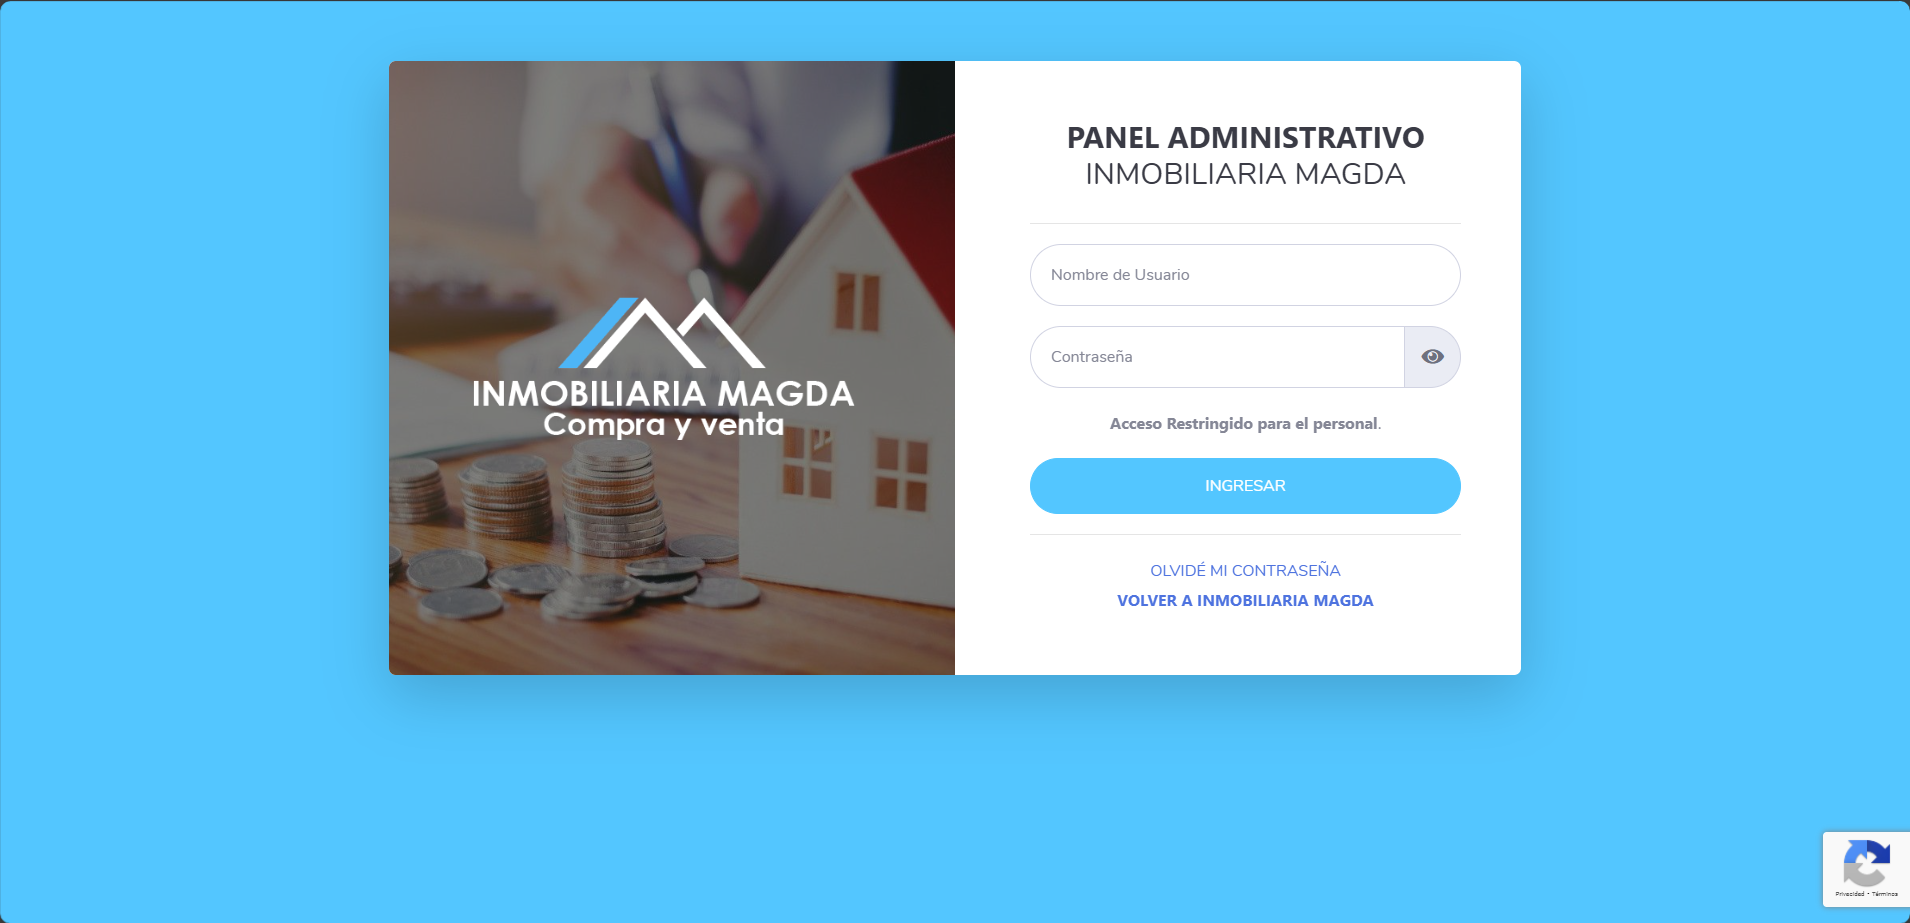 INMOBILIARIA MAGDA
Compra y venta
PANEL ADMINISTRATIVO
INMOBILIARIA MAGDA
Nombre de Usuario
Contraseña
Acceso Restringido para el personal.
INGRESAR
OLVIDÉ MI CONTRASEÑA
VOLVER A INMOBILIARIA MAGDA
Privacidad - Términos